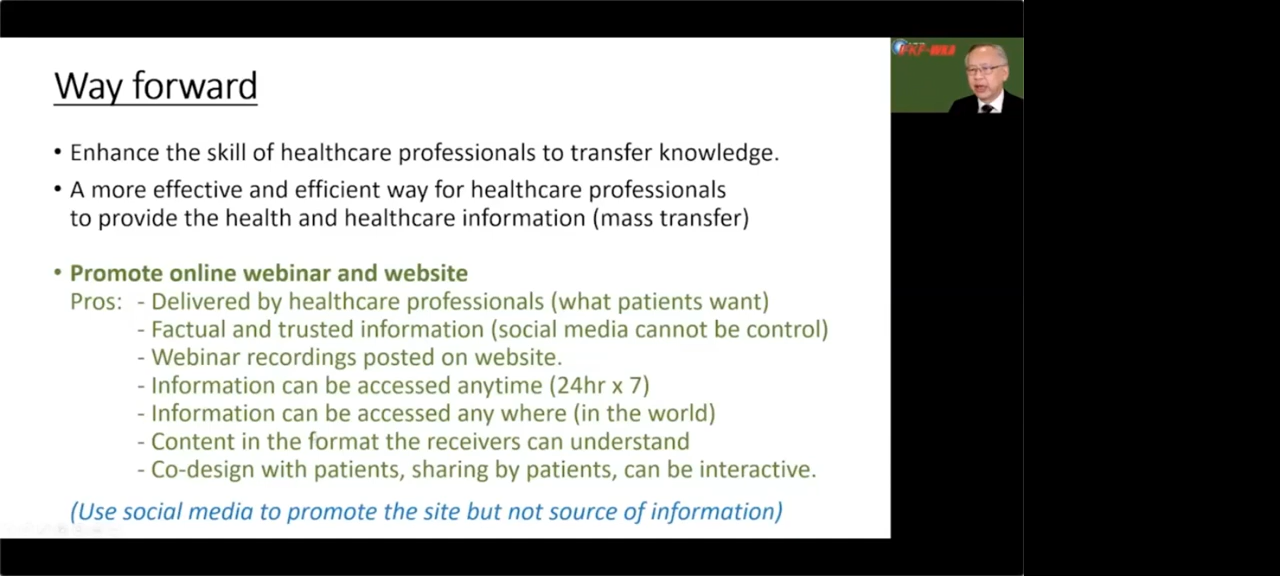 Way forward
• Enhance the skill of healthcare professionals to transfer knowledge.
• A more effective and efficient way for healthcare professionals
to provide the health and healthcare information (mass transfer)
• Promote online webinar and website
Pros: - Delivered by healthcare professionals (what patients want)
- Factual and trusted information (social media cannot be control)
- Webinar recordings posted on website.
- Information can be accessed anytime (24hr x 7)
- Information can be accessed any where (in the world)
- Content in the format the receivers can understand
- Co-design with patients, sharing by patients, can be interactive.
(Use social media to promote the site but not source of information)